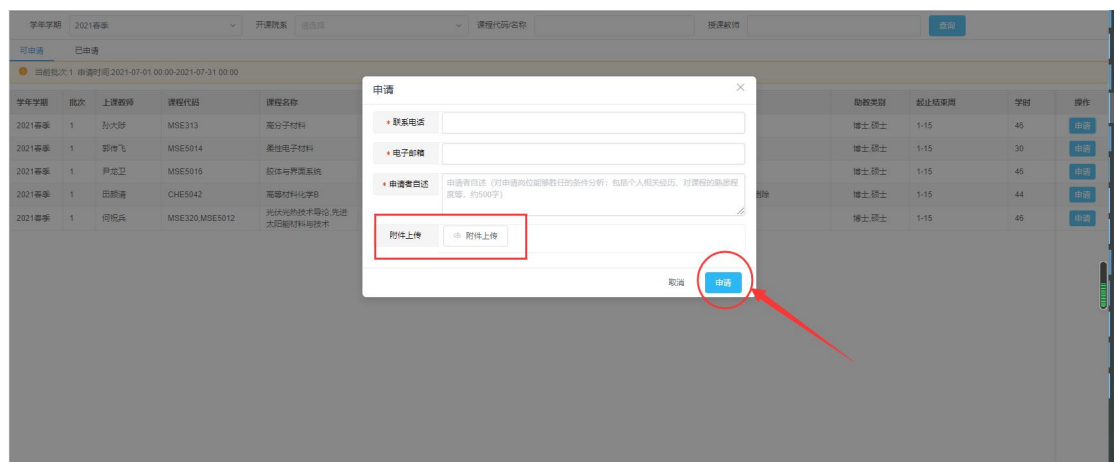 学年学期 2021春季 开课院系 请选择 课程代码/名称 授课教师 查询
可申请 已申请
当前批次:1 申请时间:2021-07-01 00:00-2021-07-31 00:00
申请
学年学期 批次 上课教师 课程代码 课程名称 助教类别 起止结束周 学时 操作
* 联系电话
2021春季 1 MSE313 高分子材料 博士,硕士 1-15 46 申请
* 电子邮箱
2021春季 1 郭传飞 MSE5014 柔性电子材料 博士,硕士 1-15 30 申请
2021春季 1 尹龙卫 MSE5016 胶体与界面系统 博士,硕士 1-15 46 申请
* 申请者自述 申请者自述（对申请岗位能够胜任的条件分析；包括个人相关经历、对课程的熟悉程
度等，约500字）
2021春季 1 田颜清 CHE5042 高等材料化学B 博士,硕士 1-15 44 申请
2021春季 1 何祝兵 MSE320,MSE5012 光伏光热技术导论,先进 博士,硕士 1-15 46 申请
太阳能材料与技术
附件上传 附件上传
取消 申请